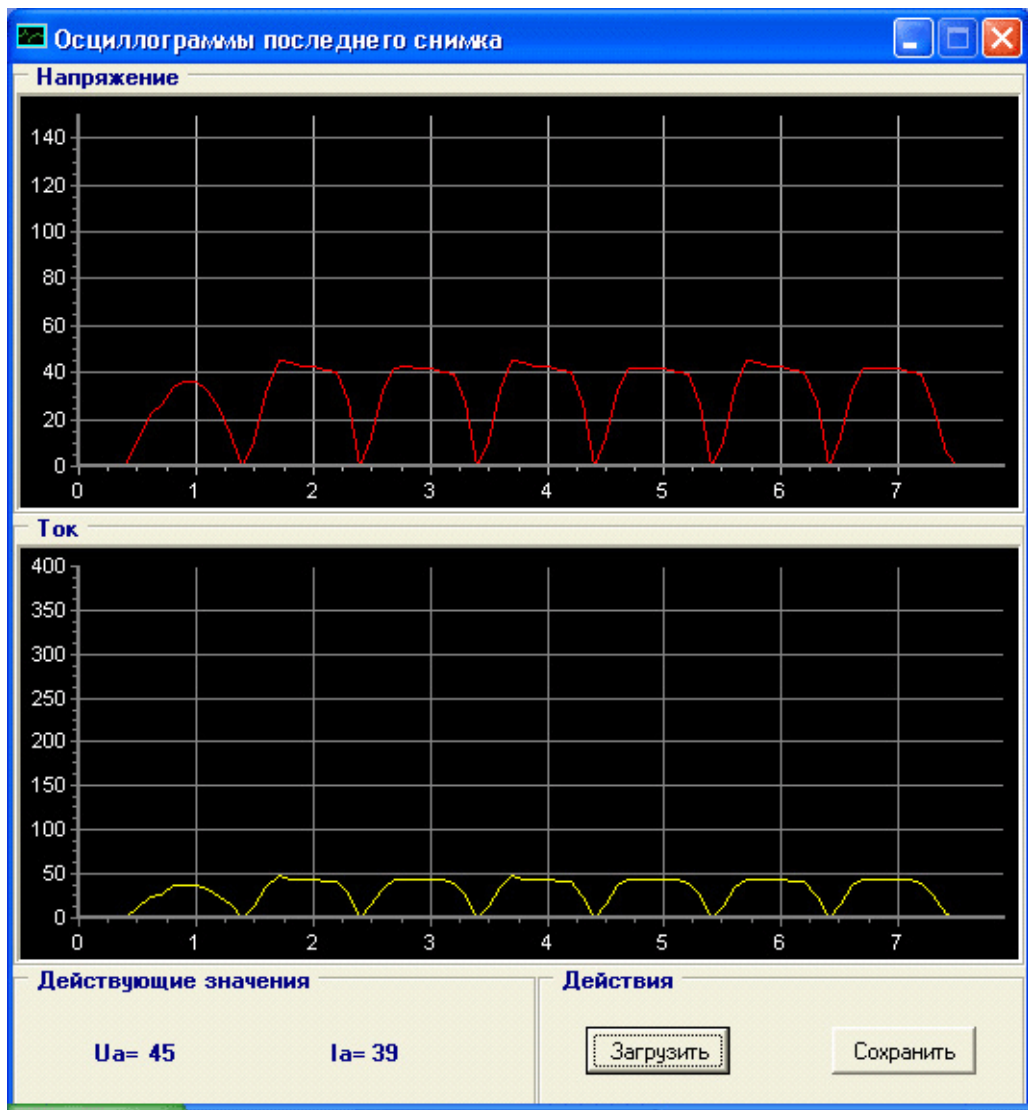 Осциллограммы последнего снимка
Напряжение
140
120
100
80
60
40
20
0
0 1 2 3 4 5 6 7
Ток
400
350
300
250
200
150
100
50
0
0 1 2 3 4 5 6 7
Действующие значения
Ua= 45 Ia= 39
Действия
Загрузить Сохранить